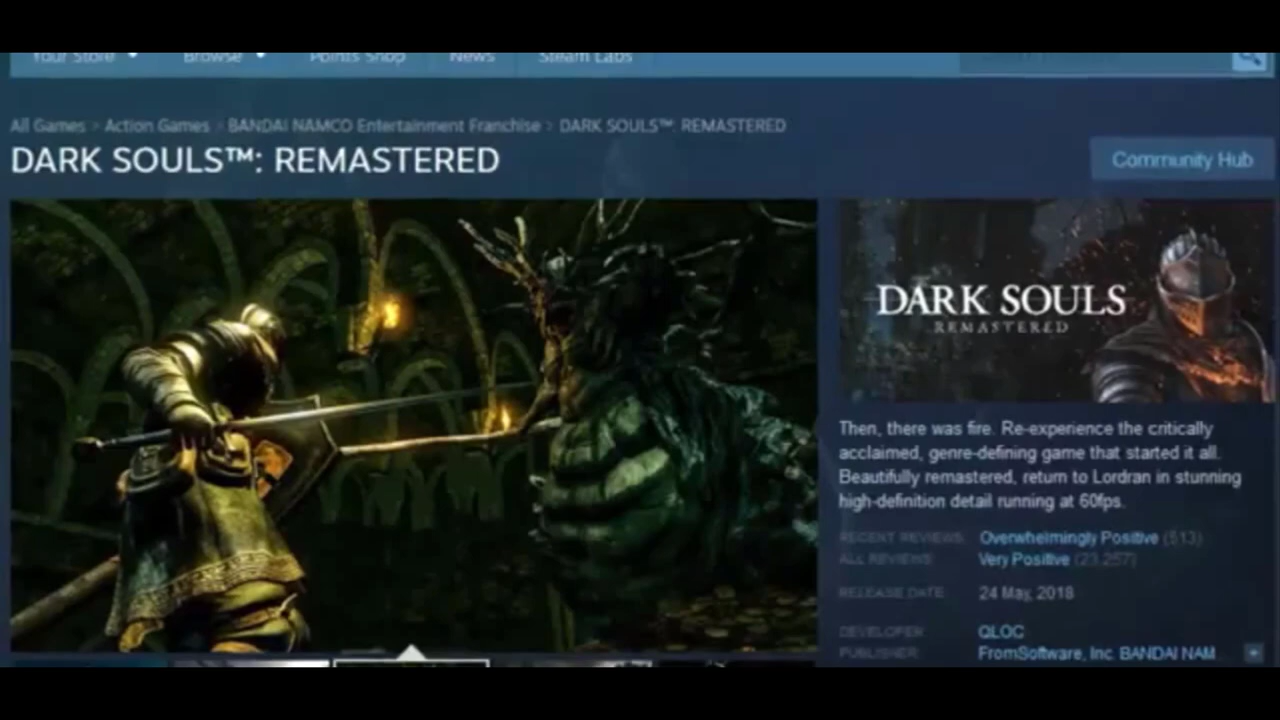 Your Store Browse Points Shop News Steam Labs
All Games > Action Games > BANDAI NAMCO Entertainment Franchise > DARK SOULS™: REMASTERED
DARK SOULS™: REMASTERED
Community Hub
DARK SOULS
REMASTERED
Then, there was fire. Re-experience the critically
acclaimed, genre-defining game that started it all.
Beautifully remastered, return to Lordran in stunning
high-definition detail running at 60fps.
RECENT REVIEWS: Overwhelmingly Positive (513)
ALL REVIEWS: Very Positive (23,257)
RELEASE DATE: 24 May, 2018
DEVELOPER: QLOC
PUBLISHER: FromSoftware, Inc. BANDAI NAM